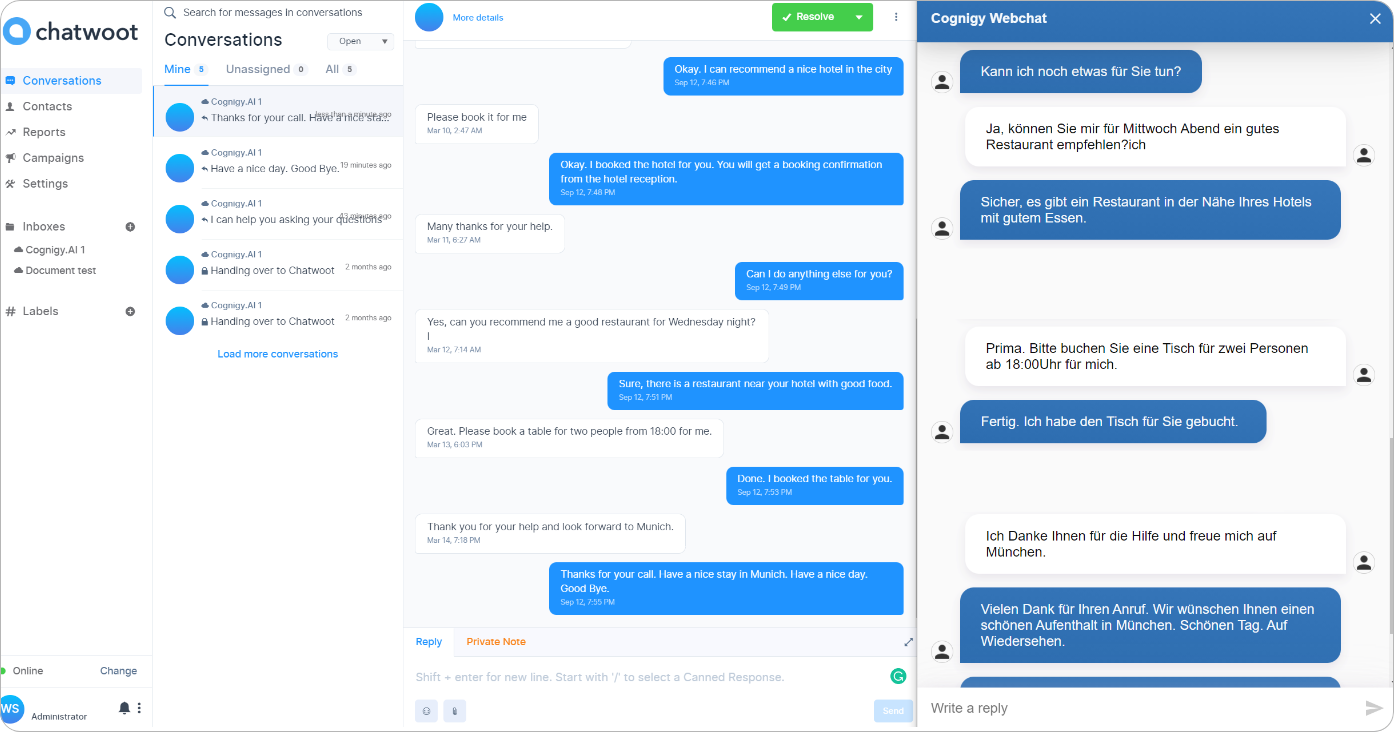 chatwoot
Conversations
Contacts
Reports
Campaigns
Settings
Inboxes
Cognigy.AI 1
Document test
Labels
Online
Change
WS
Administrator
Search for messages in conversations
Conversations
Open
Mine 5 Unassigned 0 All 5
Cognigy.AI 1
less than a minute ago
Thanks for your call. Have a nice sta...
Cognigy.AI 1
19 minutes ago
Have a nice day. Good Bye.
Cognigy.AI 1
43 minutes ago
I can help you asking your questions
Cognigy.AI 1
2 months ago
Handing over to Chatwoot
Cognigy.AI 1
2 months ago
Handing over to Chatwoot
Load more conversations
More details
Resolve
Okay. I can recommend a nice hotel in the city
Sep 12, 7:46 PM
Please book it for me
Mar 10, 2:47 AM
Okay. I booked the hotel for you. You will get a booking confirmation
from the hotel reception.
Sep 12, 7:48 PM
Many thanks for your help.
Mar 11, 6:27 AM
Can I do anything else for you?
Sep 12, 7:49 PM
Yes, can you recommend me a good restaurant for Wednesday night?
I
Mar 12, 7:14 AM
Sure, there is a restaurant near your hotel with good food.
Sep 12, 7:51 PM
Great. Please book a table for two people from 18:00 for me.
Mar 13, 6:03 PM
Done. I booked the table for you.
Sep 12, 7:53 PM
Thank you for your help and look forward to Munich.
Mar 14, 7:18 PM
Thanks for your call. Have a nice stay in Munich. Have a nice day.
Good Bye.
Sep 12, 7:55 PM
Reply
Private Note
Shift + enter for new line. Start with '/' to select a Canned Response.
Send
Cognigy Webchat
Kann ich noch etwas für Sie tun?
Ja, können Sie mir für Mittwoch Abend ein gutes
Restaurant empfehlen?ich
Sicher, es gibt ein Restaurant in der Nähe Ihres Hotels
mit gutem Essen.
Prima. Bitte buchen Sie eine Tisch für zwei Personen
ab 18:00Uhr für mich.
Fertig. Ich habe den Tisch für Sie gebucht.
Ich Danke Ihnen für die Hilfe und freue mich auf
München.
Vielen Dank für Ihren Anruf. Wir wünschen Ihnen einen
schönen Aufenthalt in München. Schönen Tag. Auf
Wiedersehen.
Write a reply